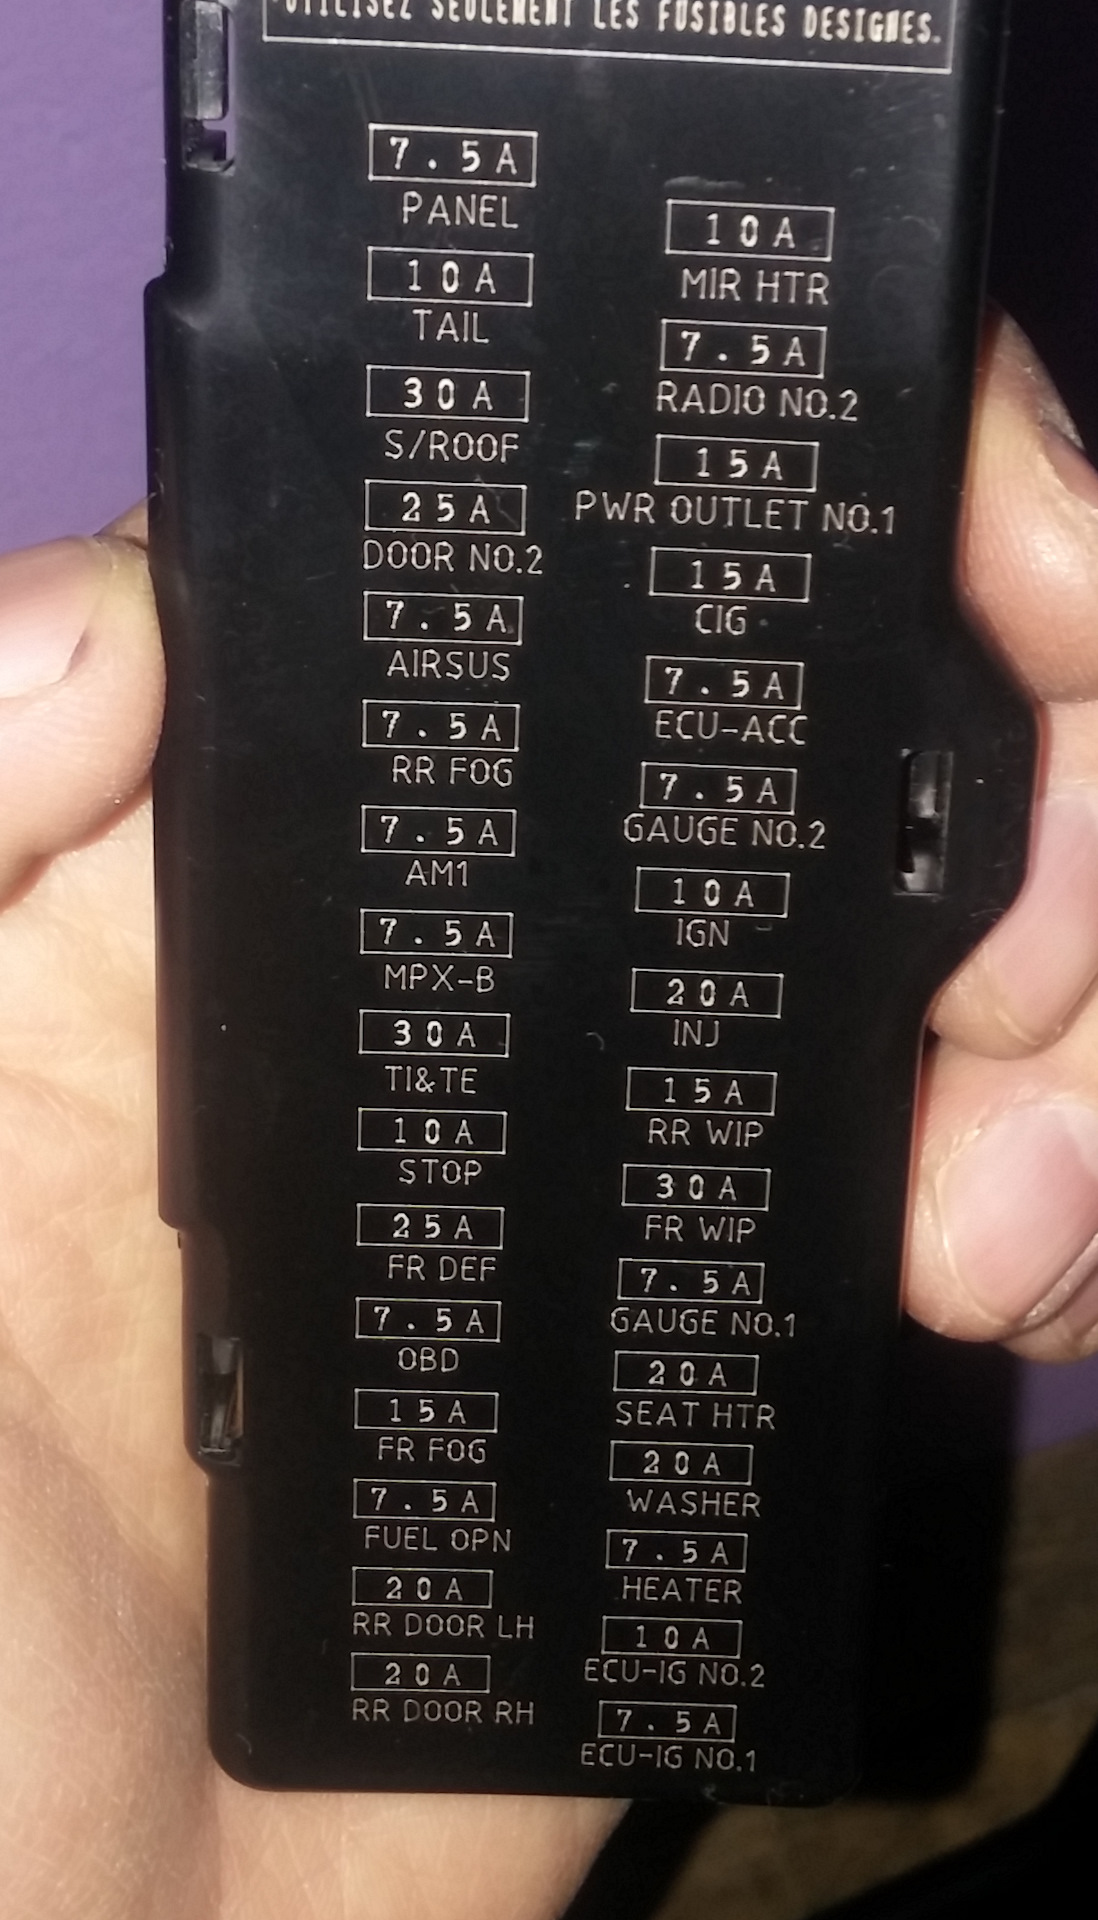 UTILISEZ SEULEMENT LES FUSIBLES DESIGNES.
7.5A
PANEL
10A
TAIL
30A
S/ROOF
25A
DOOR NO.2
7.5A
AIRSUS
7.5A
RR FOG
7.5A
AM1
7.5A
MPX-B
30A
TI&TE
10A
STOP
25A
FR DEF
7.5A
OBD
15A
FR FOG
7.5A
FUEL OPN
20A
RR DOOR LH
20A
RR DOOR RH
10A
MIR HTR
7.5A
RADIO NO.2
15A
PWR OUTLET NO.1
15A
CIG
7.5A
ECU-ACC
7.5A
GAUGE NO.2
10A
IGN
20A
INJ
15A
RR WIP
30A
FR WIP
7.5A
GAUGE NO.1
20A
SEAT HTR
20A
WASHER
7.5A
HEATER
10A
ECU-IG NO.2
7.5A
ECU-IG NO.1